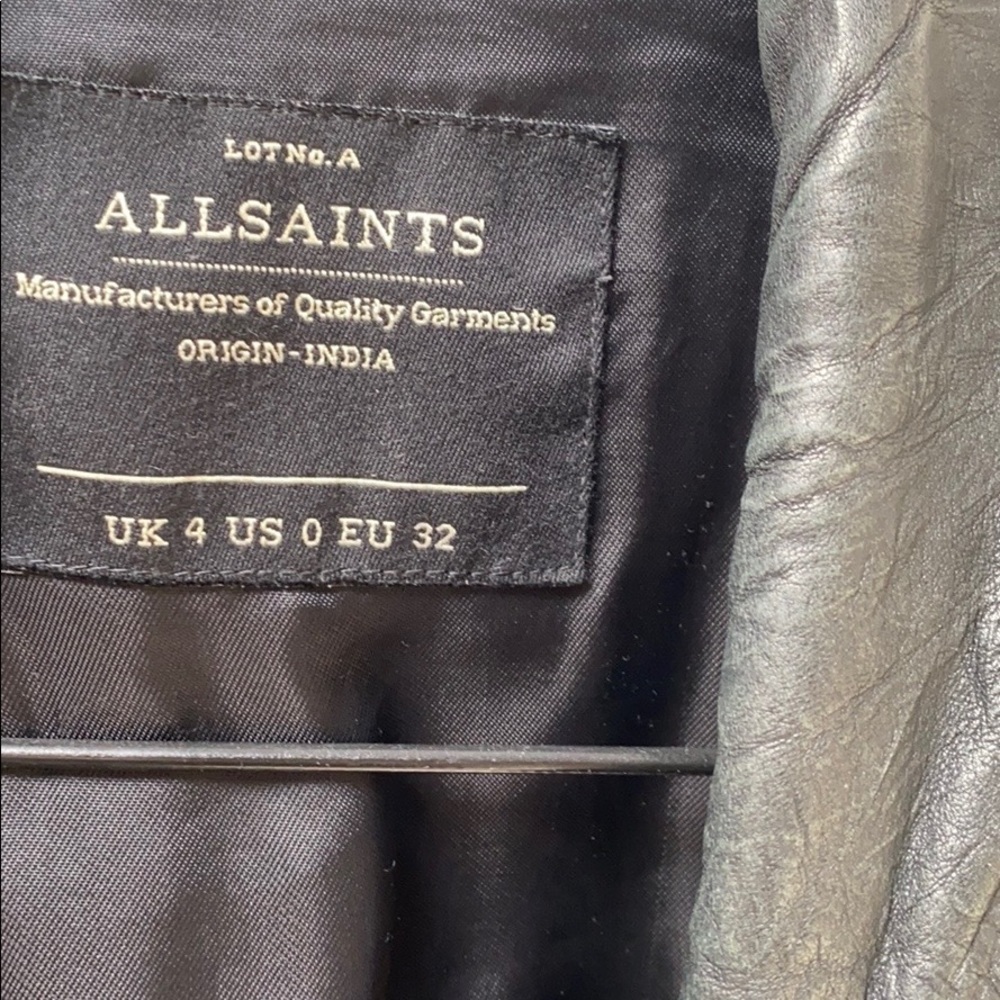 LOT No. A
ALLSAINTS
Manufacturers of Quality Garments
ORIGIN-INDIA
UK 4 US 0 EU 32